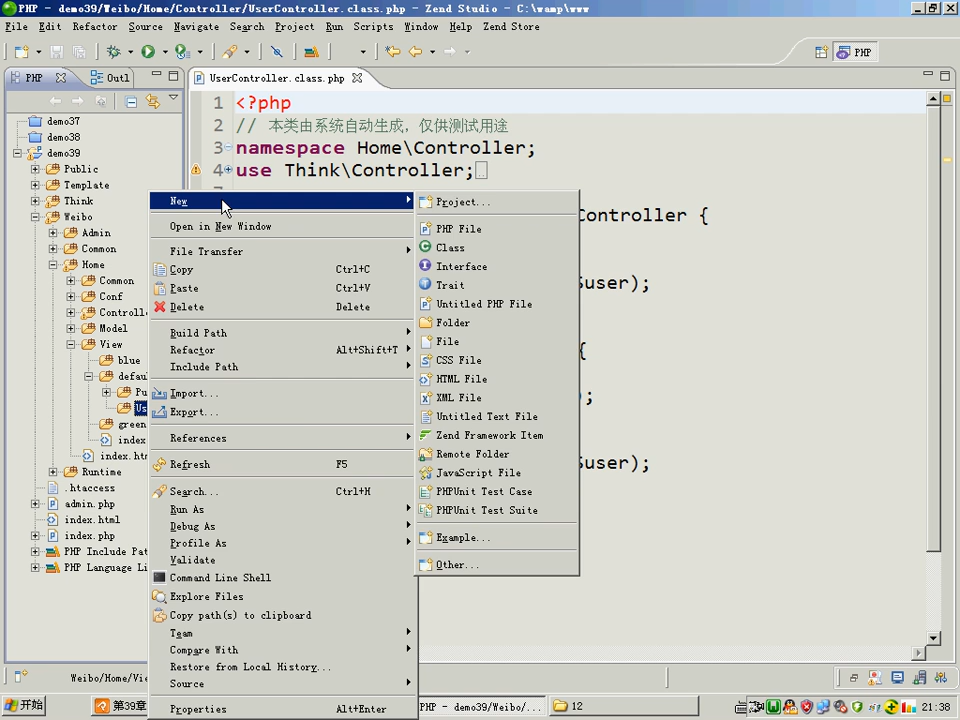 PHP - demo39/Weibo/Home/Controller/UserController.class.php - Zend Studio - C:\wamp\www
File Edit Refactor Source Navigate Search Project Run Scripts Window Help Zend Store
PHP
PHP Outl
UserController.class.php
demo37
demo38
demo39
Public
Template
Think
Weibo
Admin
Common
Home
Common
Conf
Controlle
Model
View
blue
defau
Pu
Us
green
index
index.htm
Runtime
.htaccess
admin.php
index.html
index.php
PHP Include Pat
PHP Language Li
1 <?php
2 // 本类由系统自动生成，仅供测试用途
3 namespace Home\Controller;
4 use Think\Controller;
Controller {
$user);
{
);
$user);
New
Open in New Window
File Transfer
Copy Ctrl+C
Paste Ctrl+V
Delete Delete
Build Path
Refactor Alt+Shift+T
Include Path
Import...
Export...
References
Refresh F5
Search... Ctrl+H
Run As
Debug As
Profile As
Validate
Command Line Shell
Explore Files
Copy path(s) to clipboard
Team
Compare With
Restore from Local History...
Source
Properties Alt+Enter
Project...
PHP File
Class
Interface
Trait
Untitled PHP File
Folder
File
CSS File
HTML File
XML File
Untitled Text File
Zend Framework Item
Remote Folder
JavaScript File
PHPUnit Test Case
PHPUnit Test Suite
Example...
Other...
Weibo/Home/Vie
开始
第39章
PHP - demo39/Weibo/...
12
21:38